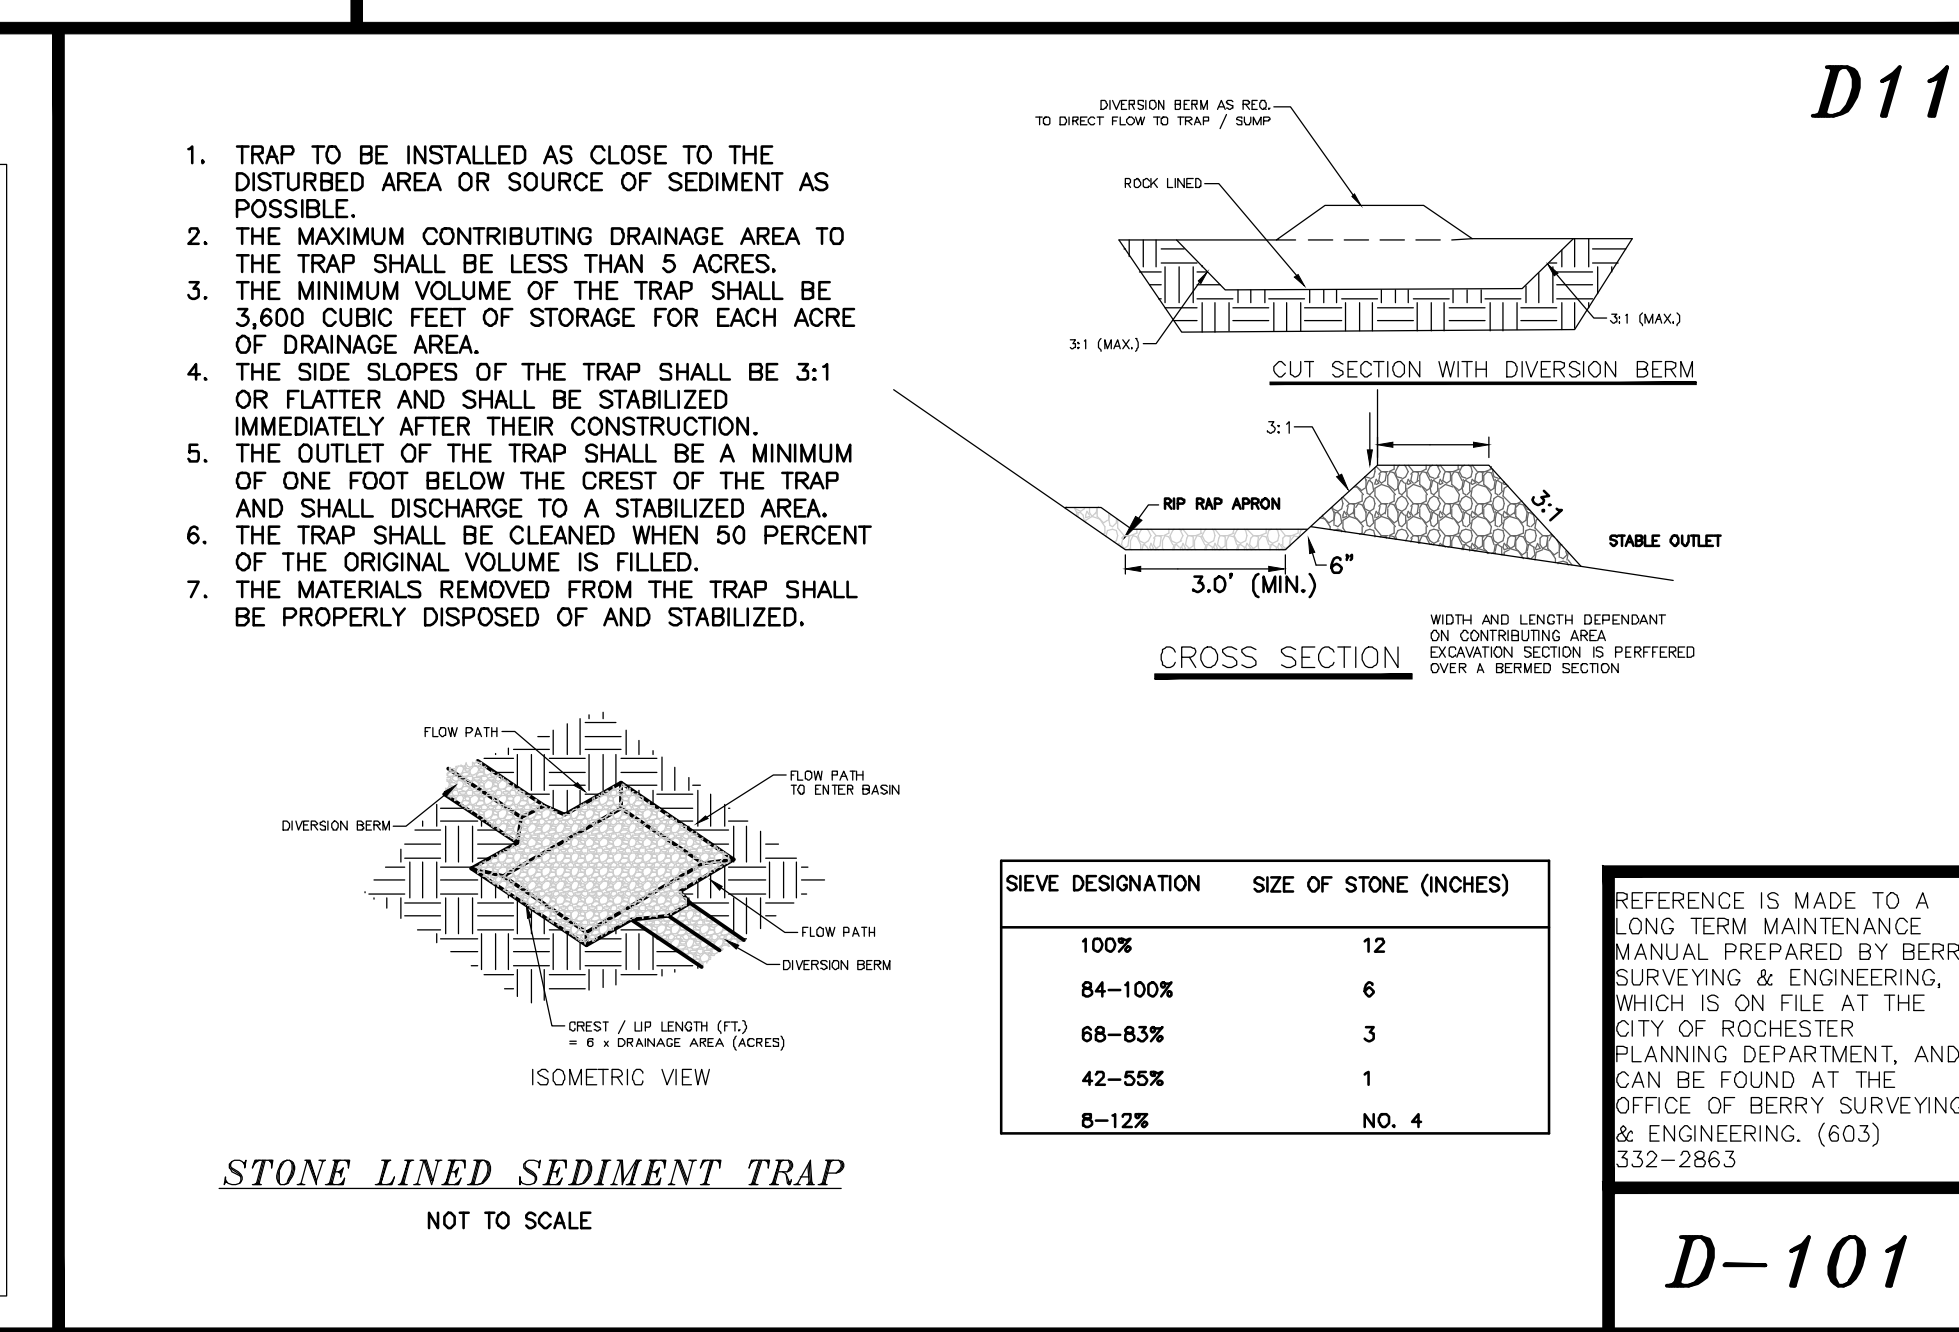 D11
1. TRAP TO BE INSTALLED AS CLOSE TO THE
DISTURBED AREA OR SOURCE OF SEDIMENT AS
POSSIBLE.
2. THE MAXIMUM CONTRIBUTING DRAINAGE AREA TO
THE TRAP SHALL BE LESS THAN 5 ACRES.
3. THE MINIMUM VOLUME OF THE TRAP SHALL BE
3,600 CUBIC FEET OF STORAGE FOR EACH ACRE
OF DRAINAGE AREA.
4. THE SIDE SLOPES OF THE TRAP SHALL BE 3:1
OR FLATTER AND SHALL BE STABILIZED
IMMEDIATELY AFTER THEIR CONSTRUCTION.
5. THE OUTLET OF THE TRAP SHALL BE A MINIMUM
OF ONE FOOT BELOW THE CREST OF THE TRAP
AND SHALL DISCHARGE TO A STABILIZED AREA.
6. THE TRAP SHALL BE CLEANED WHEN 50 PERCENT
OF THE ORIGINAL VOLUME IS FILLED.
7. THE MATERIALS REMOVED FROM THE TRAP SHALL
BE PROPERLY DISPOSED OF AND STABILIZED.
DIVERSION BERM AS REQ.
TO DIRECT FLOW TO TRAP / SUMP
ROCK LINED
3:1 (MAX.)
3:1 (MAX.)
CUT SECTION WITH DIVERSION BERM
3:1
RIP RAP APRON
3:1
STABLE OUTLET
6"
3.0' (MIN.)
CROSS SECTION
WIDTH AND LENGTH DEPENDANT
ON CONTRIBUTING AREA
EXCAVATION SECTION IS PERFFERED
OVER A BERMED SECTION
FLOW PATH
FLOW PATH
TO ENTER BASIN
DIVERSION BERM
FLOW PATH
DIVERSION BERM
CREST / LIP LENGTH (FT.)
= 6 x DRAINAGE AREA (ACRES)
ISOMETRIC VIEW
STONE LINED SEDIMENT TRAP
NOT TO SCALE
SIEVE DESIGNATION SIZE OF STONE (INCHES)
100% 12
84-100% 6
68-83% 3
42-55% 1
8-12% NO. 4
REFERENCE IS MADE TO A
LONG TERM MAINTENANCE
MANUAL PREPARED BY BERR
SURVEYING & ENGINEERING,
WHICH IS ON FILE AT THE
CITY OF ROCHESTER
PLANNING DEPARTMENT, AND
CAN BE FOUND AT THE
OFFICE OF BERRY SURVEYING
& ENGINEERING. (603)
332-2863
D-101